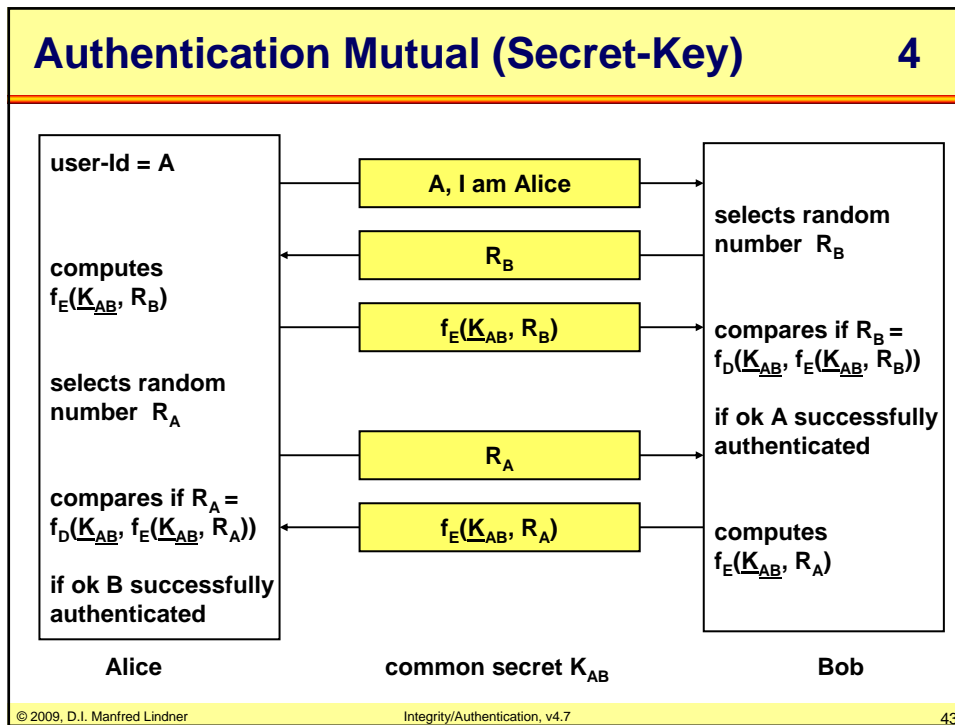 Authentication Mutual (Secret-Key) 4
user-Id = A
A, I am Alice
selects random
number R_B
R_B
computes
f_E(K_AB, R_B)
f_E(K_AB, R_B)
compares if R_B =
f_D(K_AB, f_E(K_AB, R_B))
selects random
number R_A
if ok A successfully
authenticated
R_A
compares if R_A =
f_D(K_AB, f_E(K_AB, R_A))
f_E(K_AB, R_A)
computes
f_E(K_AB, R_A)
if ok B successfully
authenticated
Alice
common secret K_AB
Bob
© 2009, D.I. Manfred Lindner
Integrity/Authentication, v4.7
43